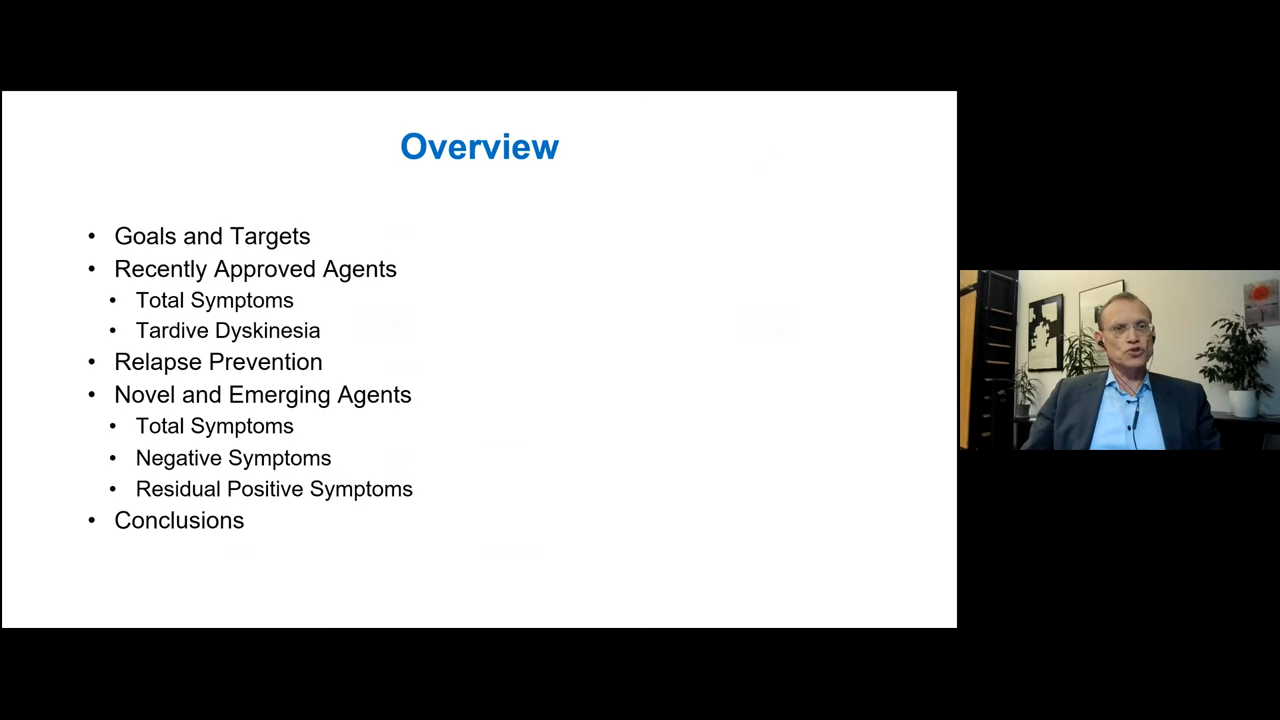 Overview
• Goals and Targets
• Recently Approved Agents
• Total Symptoms
• Tardive Dyskinesia
• Relapse Prevention
• Novel and Emerging Agents
• Total Symptoms
• Negative Symptoms
• Residual Positive Symptoms
• Conclusions